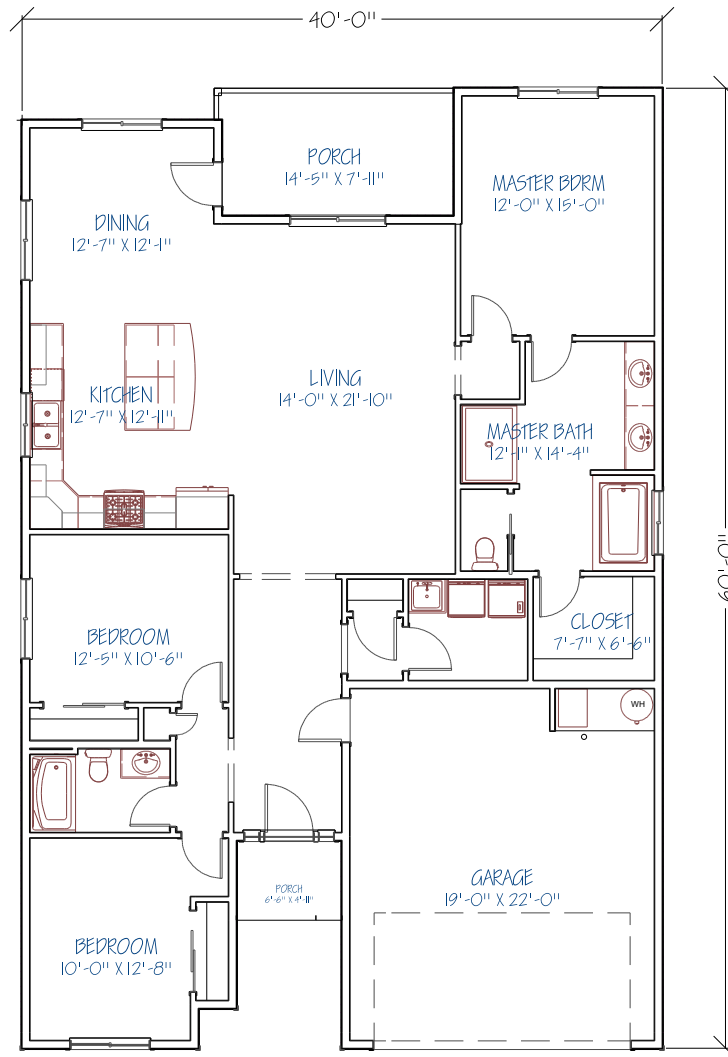 40'-0"
PORCH
14'-5" X 7'-11"
MASTER BDRM
12'-0" X 15'-0"
DINING
12'-7" X 12'-1"
LIVING
14'-0" X 21'-10"
KITCHEN
12'-7" X 12'-11"
MASTER BATH
12'-1" X 14'-4"
60'-0"
BEDROOM
12'-5" X 10'-6"
CLOSET
7'-7" X 6'-6"
WH
GARAGE
19'-0" X 22'-0"
PORCH
6'-6" X 4'-11"
BEDROOM
10'-0" X 12'-8"